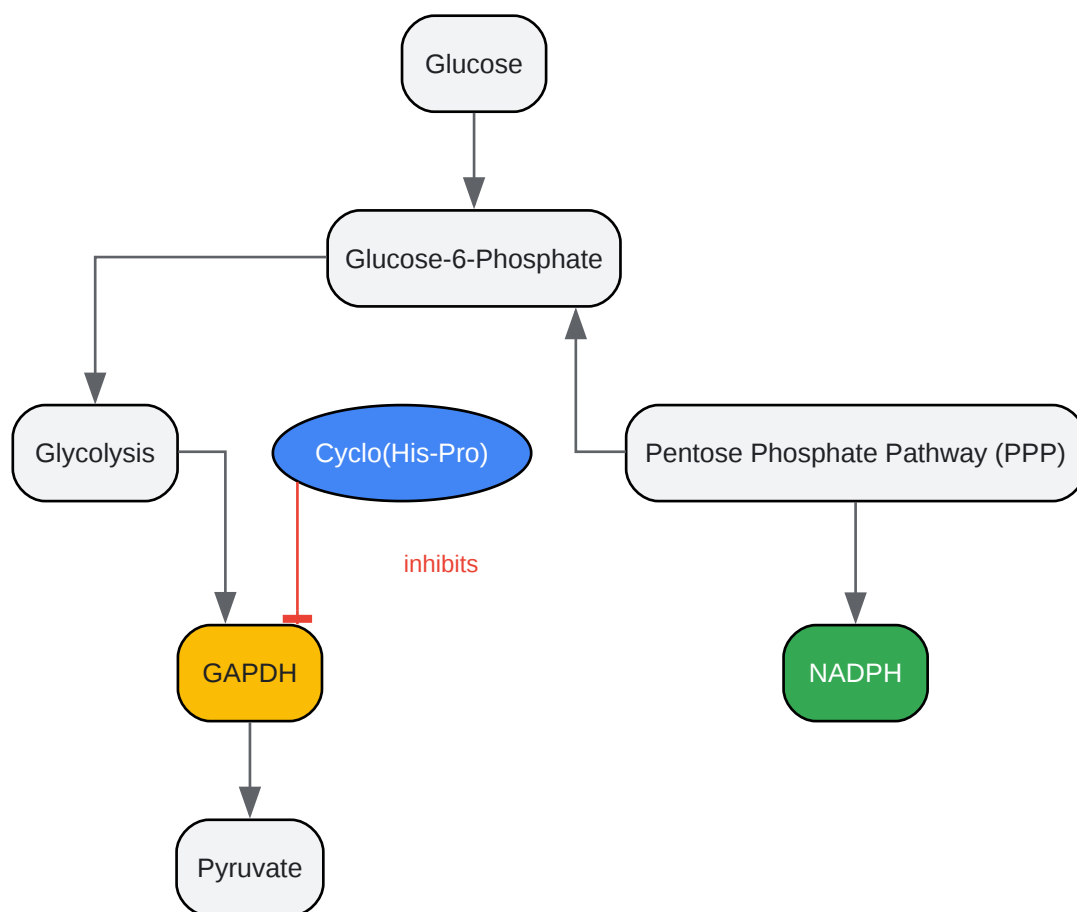 Glucose
Glucose-6-Phosphate
Glycolysis
Cyclo(His-Pro)
Pentose Phosphate Pathway (PPP)
inhibits
GAPDH
NADPH
Pyruvate